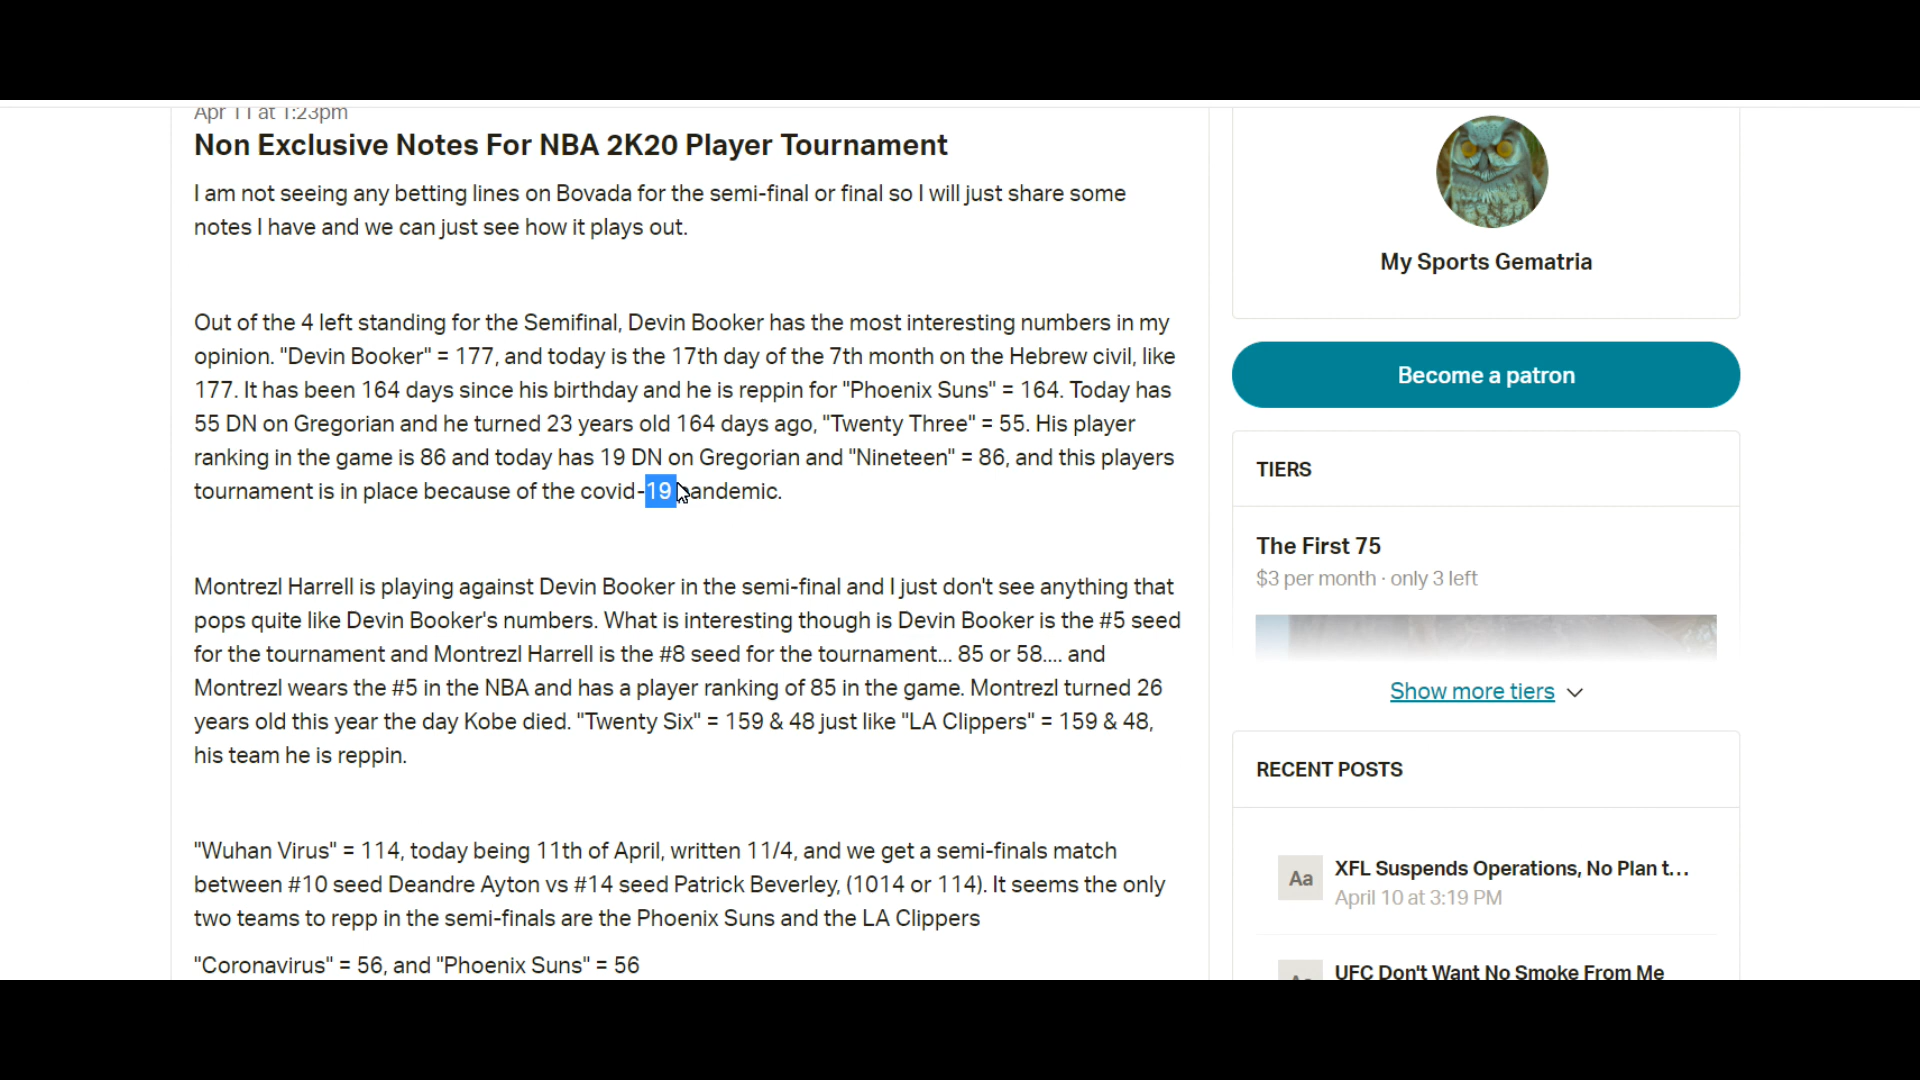 Apr 11 at 1:23pm
Non Exclusive Notes For NBA 2K20 Player Tournament
I am not seeing any betting lines on Bovada for the semi-final or final so I will just share some
notes I have and we can just see how it plays out.
Out of the 4 left standing for the Semifinal, Devin Booker has the most interesting numbers in my
opinion. "Devin Booker" = 177, and today is the 17th day of the 7th month on the Hebrew civil, like
177. It has been 164 days since his birthday and he is reppin for "Phoenix Suns" = 164. Today has
55 DN on Gregorian and he turned 23 years old 164 days ago, "Twenty Three" = 55. His player
ranking in the game is 86 and today has 19 DN on Gregorian and "Nineteen" = 86, and this players
tournament is in place because of the covid-19 pandemic.
Montrezl Harrell is playing against Devin Booker in the semi-final and I just don't see anything that
pops quite like Devin Booker's numbers. What is interesting though is Devin Booker is the #5 seed
for the tournament and Montrezl Harrell is the #8 seed for the tournament... 85 or 58.... and
Montrezl wears the #5 in the NBA and has a player ranking of 85 in the game. Montrezl turned 26
years old this year the day Kobe died. "Twenty Six" = 159 & 48 just like "LA Clippers" = 159 & 48,
his team he is reppin.
"Wuhan Virus" = 114, today being 11th of April, written 11/4, and we get a semi-finals match
between #10 seed Deandre Ayton vs #14 seed Patrick Beverley, (1014 or 114). It seems the only
two teams to repp in the semi-finals are the Phoenix Suns and the LA Clippers
"Coronavirus" = 56, and "Phoenix Suns" = 56
My Sports Gematria
Become a patron
TIERS
The First 75
$3 per month · only 3 left
Show more tiers
RECENT POSTS
Aa
XFL Suspends Operations, No Plan t...
April 10 at 3:19 PM
Aa
UFC Don't Want No Smoke From Me